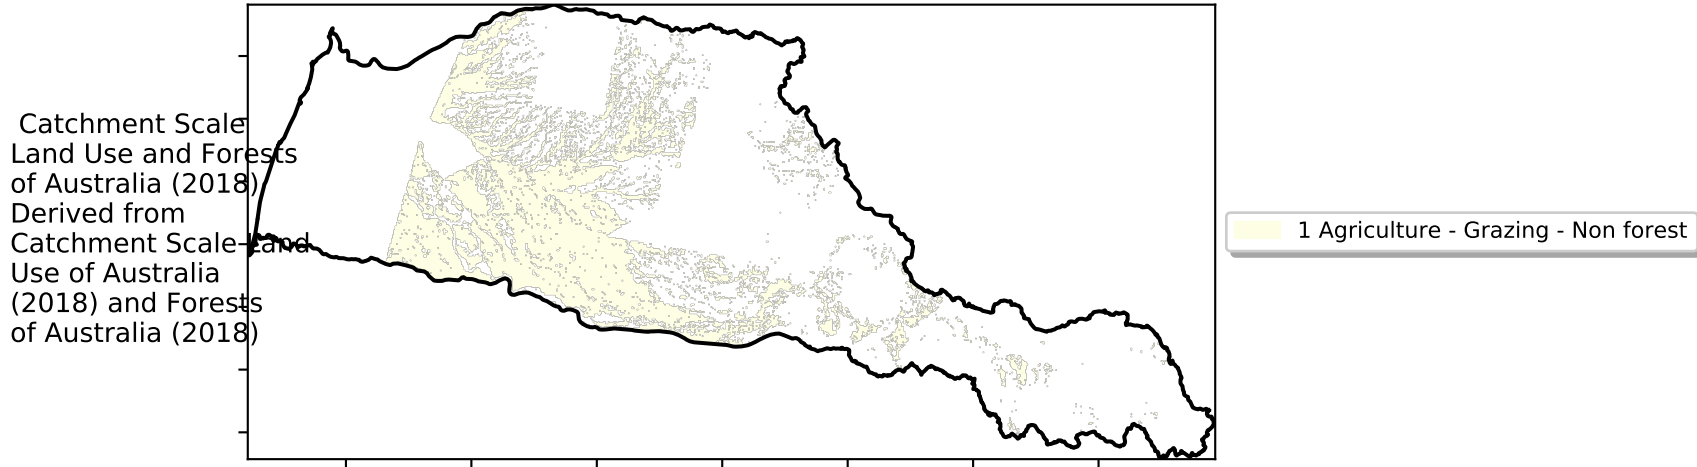 Catchment Scale
Land Use and Forests
of Australia (2018)
Derived from
Catchment Scale Land
Use of Australia
(2018) and Forests
of Australia (2018)
1 Agriculture - Grazing - Non forest